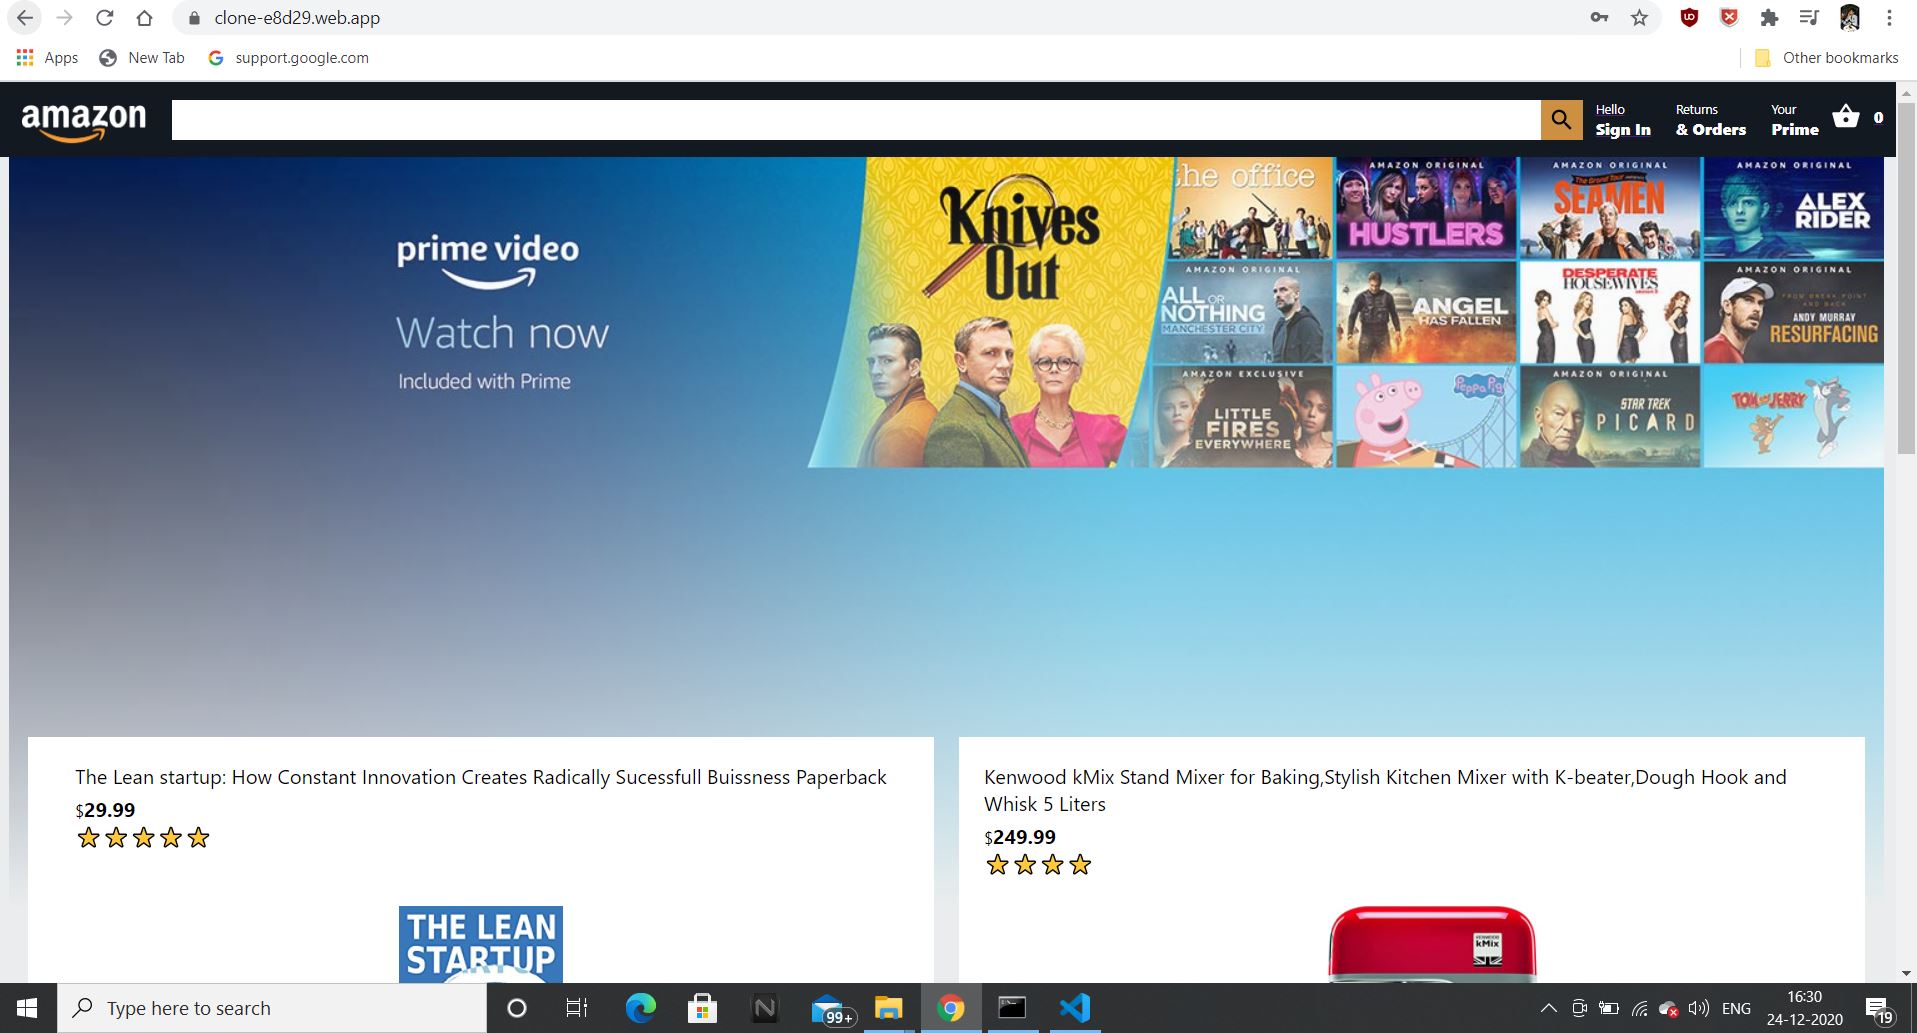 clone-e8d29.web.app
Apps
New Tab
support.google.com
Other bookmarks
amazon
Hello
Sign In
Returns
& Orders
Your
Prime
0
prime video
Watch now
Included with Prime
Knives
Out
the office
AMAZON ORIGINAL
HUSTLERS
AMAZON ORIGINAL
SEAMEN
AMAZON ORIGINAL
ALEX
RIDER
AMAZON ORIGINAL
ALL OR
NOTHING
MANCHESTER CITY
ANGEL
HAS FALLEN
DESPERATE
HOUSEWIVES
AMAZON ORIGINAL
FROM BREAK POINT
AND BACK
ANDY MURRAY
RESURFACING
AMAZON EXCLUSIVE
LITTLE
FIRES
EVERYWHERE
Peppa Pig
AMAZON ORIGINAL
STAR TREK
PICARD
TOM and JERRY
The Lean startup: How Constant Innovation Creates Radically Sucessfull Buissness Paperback
$29.99
THE LEAN
STARTUP
Kenwood kMix Stand Mixer for Baking,Stylish Kitchen Mixer with K-beater,Dough Hook and
Whisk 5 Liters
$249.99
KENWOOD
kMix
Type here to search
99+
ENG
16:30
24-12-2020
19